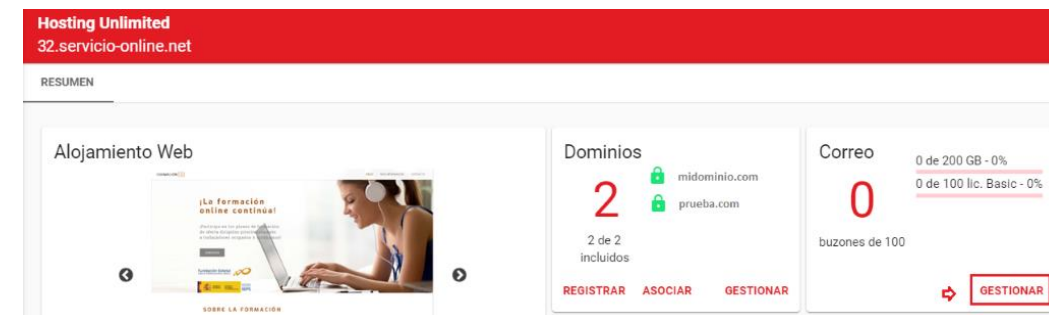 Hosting Unlimited
32.servicio-online.net
RESUMEN
Alojamiento Web
¡La formación
online continúa!
SOBRE LA FORMACIÓN
Dominios
2
midominio.com
prueba.com
2 de 2
incluidos
REGISTRAR ASOCIAR GESTIONAR
Correo
0
0 de 200 GB - 0%
0 de 100 lic. Basic - 0%
buzones de 100
GESTIONAR